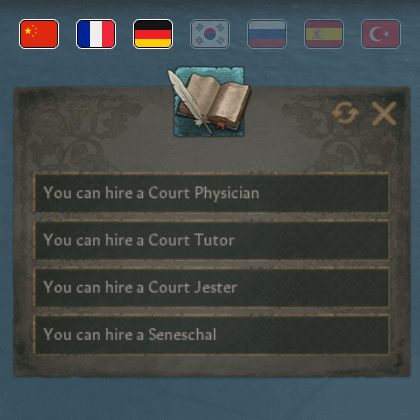 You can hire a Court Physician
You can hire a Court Tutor
You can hire a Court Jester
You can hire a Seneschal